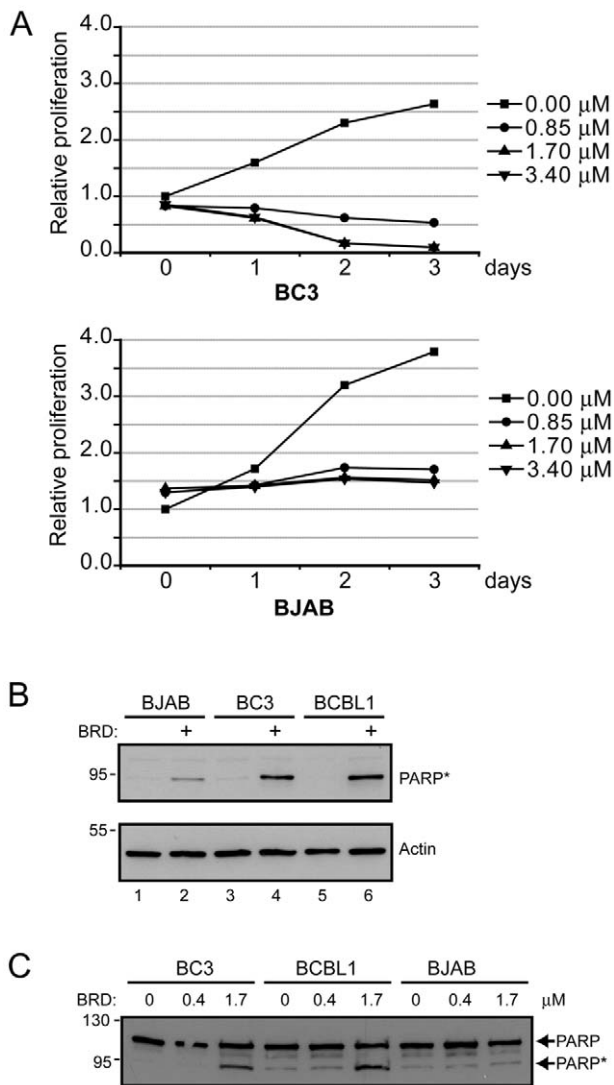 A
4.0
3.0
2.0
1.0
0.0
Relative proliferation
0 1 2 3 days
BC3
0.00 µM
0.85 µM
1.70 µM
3.40 µM
4.0
3.0
2.0
1.0
0.0
Relative proliferation
0 1 2 3 days
BJAB
0.00 µM
0.85 µM
1.70 µM
3.40 µM
B
BJAB BC3 BCBL1
BRD: + + +
95 PARP*
55
Actin
1 2 3 4 5 6
C
BC3 BCBL1 BJAB
BRD: 0 0.4 1.7 0 0.4 1.7 0 0.4 1.7 µM
130
PARP
95 PARP*